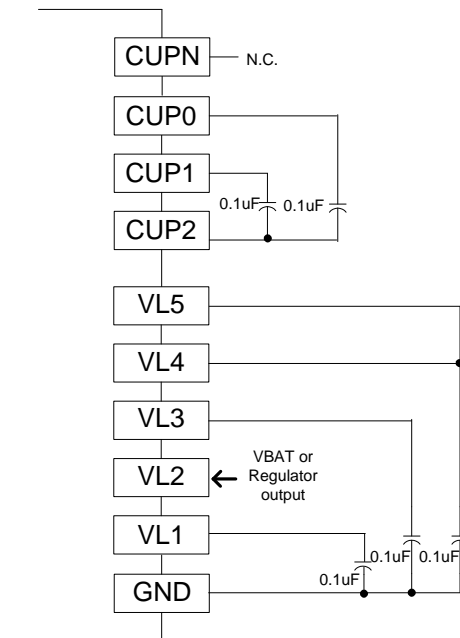 CUPN
N.C.
CUP0
CUP1
0.1uF
0.1uF
CUP2
VL5
VL4
VL3
VBAT or
Regulator
output
VL2
VL1
0.1uF
0.1uF
0.1uF
GND